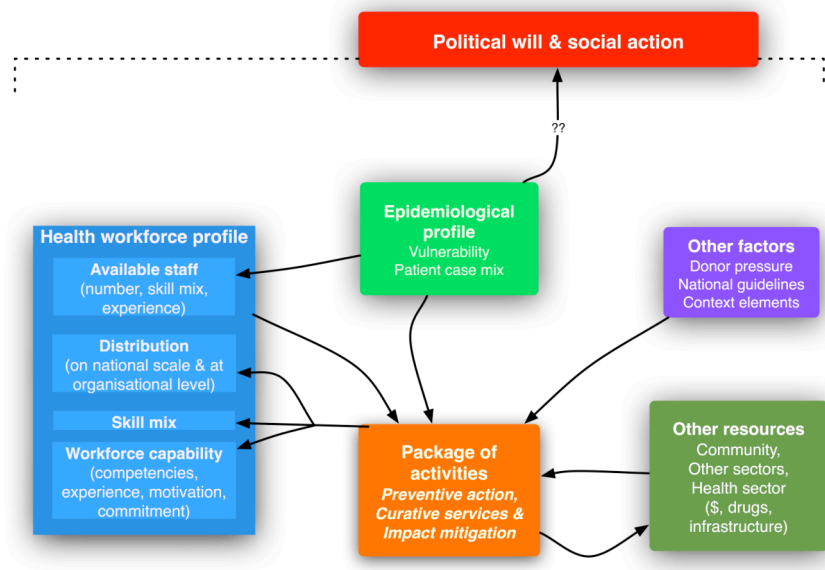 Political will & social action
??
Epidemiological
profile
Vulnerability
Patient case mix
Health workforce profile
Available staff
(number, skill mix,
experience)
Distribution
(on national scale & at
organisational level)
Skill mix
Workforce capability
(competencies,
experience, motivation,
commitment)
Other factors
Donor pressure
National guidelines
Context elements
Package of
activities
Preventive action,
Curative services &
Impact mitigation
Other resources
Community,
Other sectors,
Health sector
($, drugs,
infrastructure)